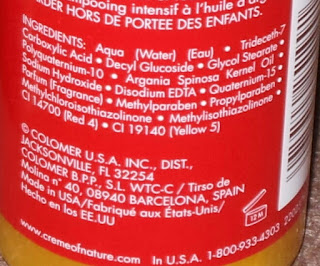 mpooing intensif à l'huile d'arg
RDER HORS DE PORTEE DES ENFANTS.
INGREDIENTS: Aqua (Water) (Eau) • Trideceth-7
Carboxylic Acid • Decyl Glucoside • Glycol Stearate •
Polyquaternium-10 • Argania Spinosa Kernel Oil •
Sodium Hydroxide • Disodium EDTA • Quaternium-15 •
Parfum (Fragrance) • Methylparaben • Propylparaben •
Methylchloroisothiazolinone • Methylisothiazolinone •
CI 14700 (Red 4) • CI 19140 (Yellow 5)
© COLOMER U.S.A. INC., DIST.,
JACKSONVILLE, FL 32254
COLOMER B.P.P., S.L. WTC-C / Tirso de
Molina n° 40, 08940 BARCELONA, SPAIN
Made in USA/Fabriqué aux États-Unis/
Hecho en los EE.UU
12M
www.cremeofnature.com
In U.S.A. 1-800-933-4303